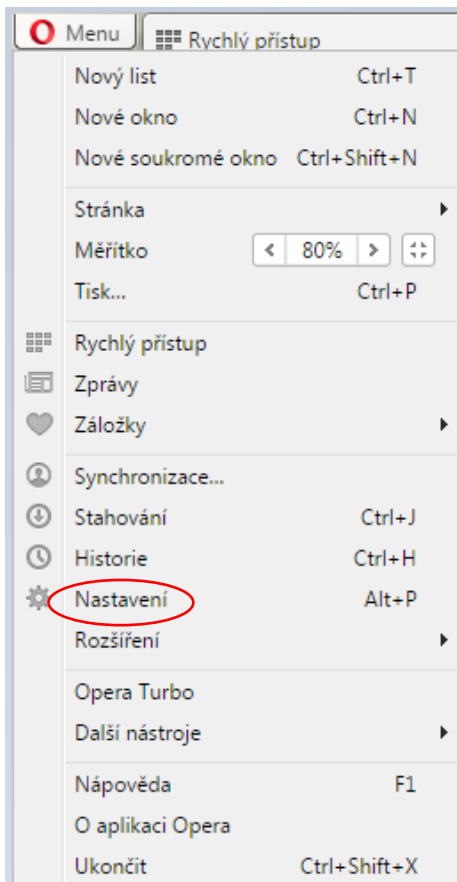 Menu Rychlý přístup
Nový list Ctrl+T
Nové okno Ctrl+N
Nové soukromé okno Ctrl+Shift+N
Stránka
Měřítko 80%
Tisk... Ctrl+P
Rychlý přístup
Zprávy
Záložky
Synchronizace...
Stahování Ctrl+J
Historie Ctrl+H
Nastavení Alt+P
Rozšíření
Opera Turbo
Další nástroje
Nápověda F1
O aplikaci Opera
Ukončit Ctrl+Shift+X